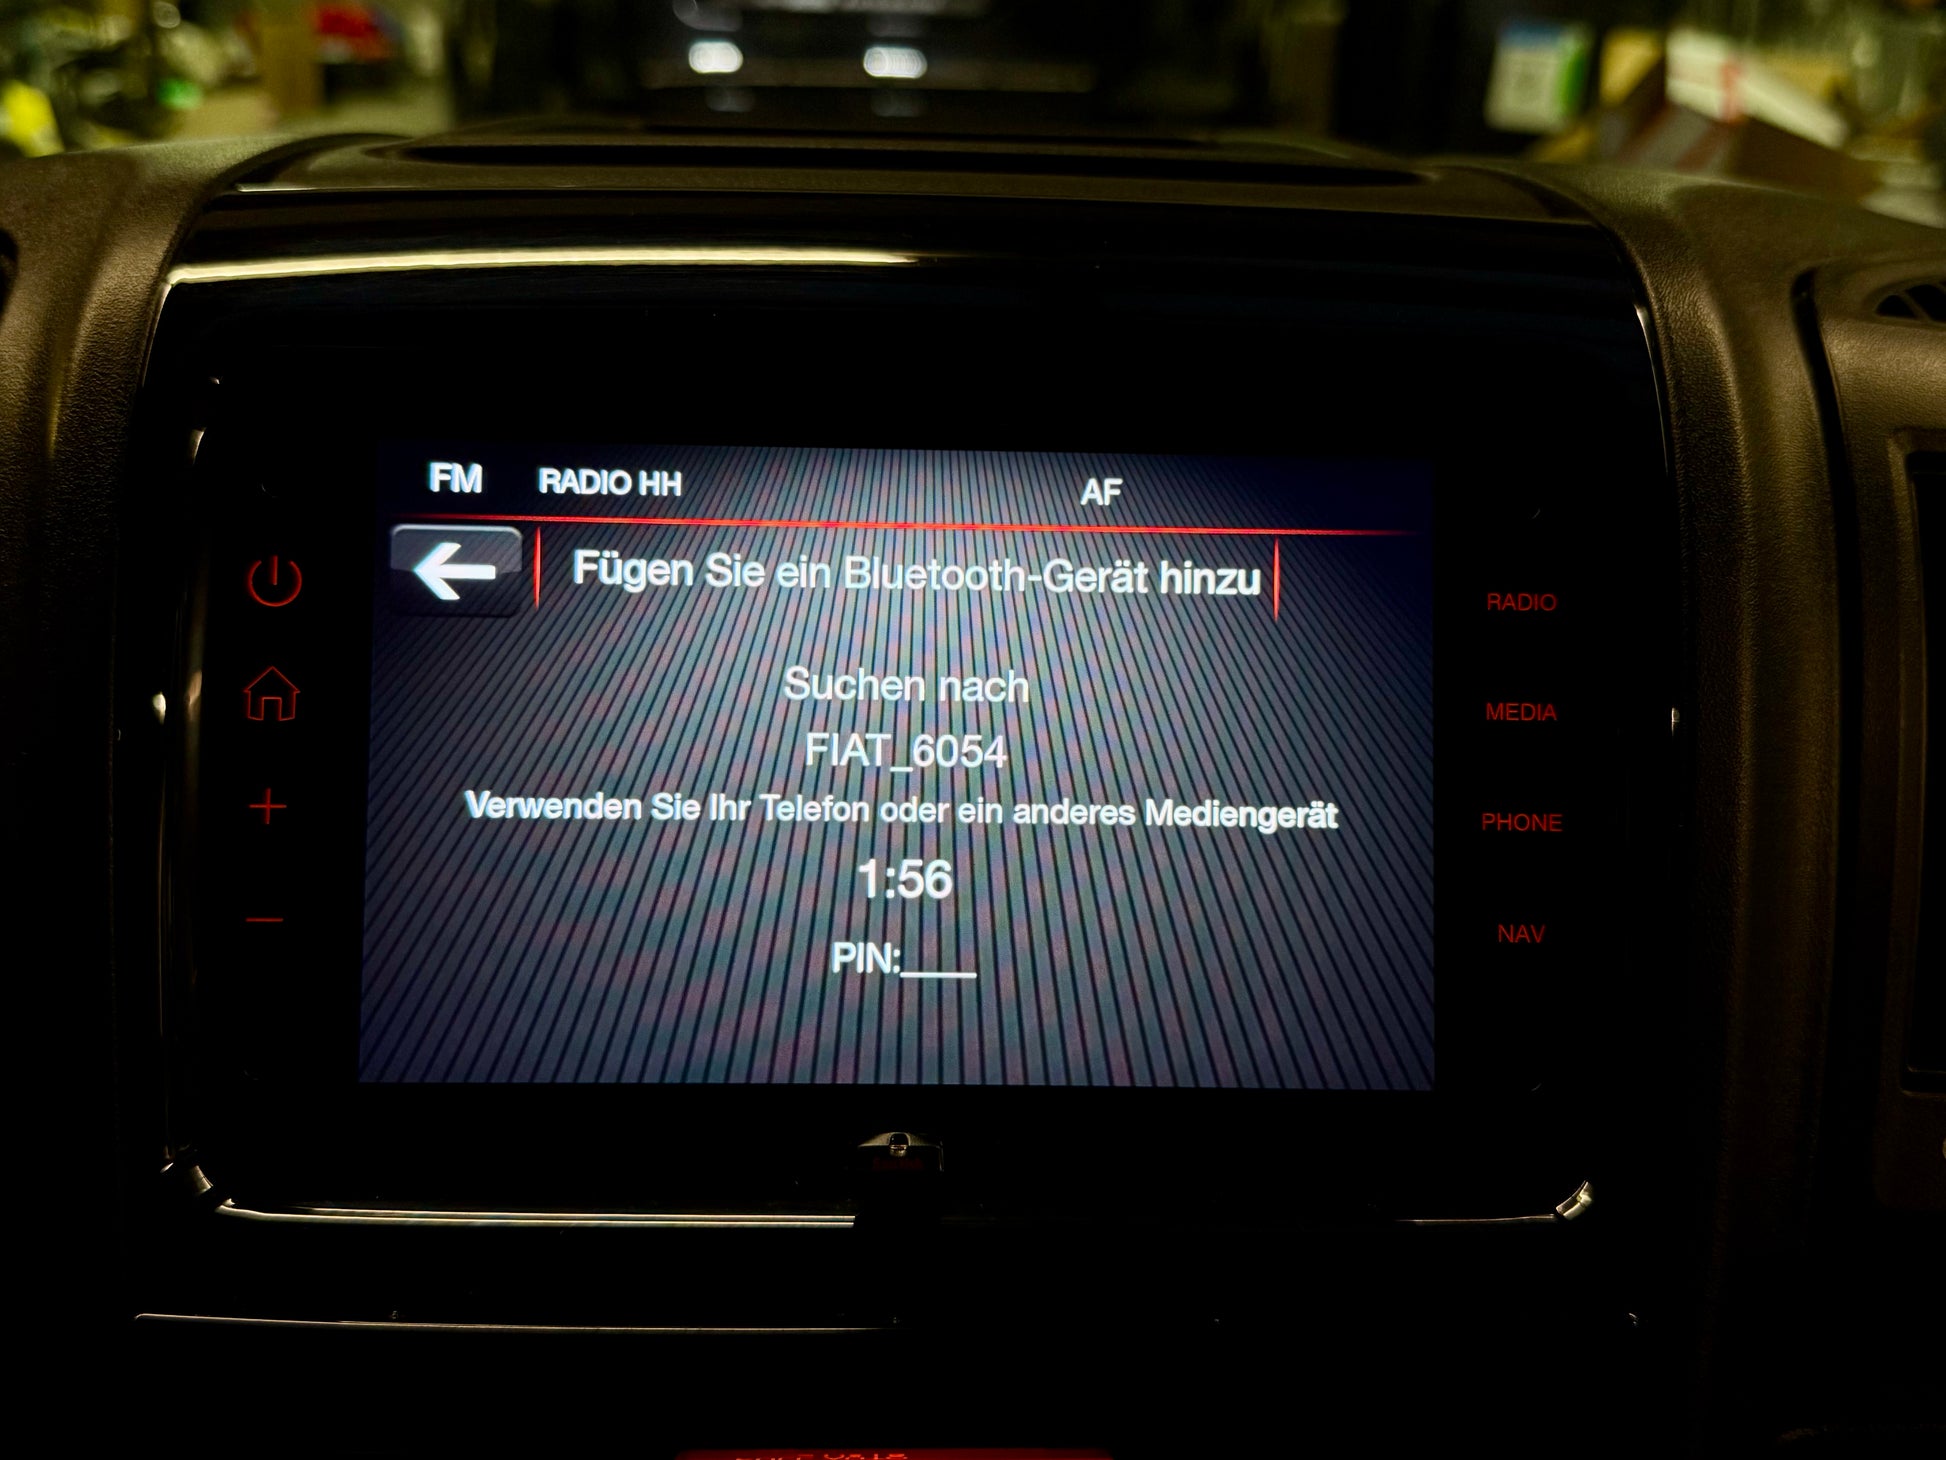 FM RADIO HH AF
Fügen Sie ein Bluetooth-Gerät hinzu
Suchen nach
FIAT_6054
Verwenden Sie Ihr Telefon oder ein anderes Mediengerät
1:56
PIN:____
RADIO
MEDIA
PHONE
NAV